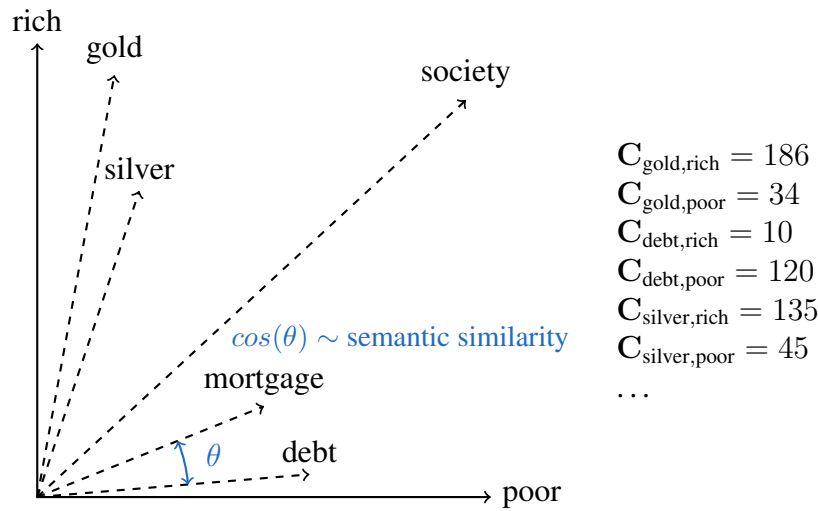 rich
gold
society
silver
cos(θ) ∼ semantic similarity
mortgage
θ
debt
poor
C_gold,rich = 186
C_gold,poor = 34
C_debt,rich = 10
C_debt,poor = 120
C_silver,rich = 135
C_silver,poor = 45
...